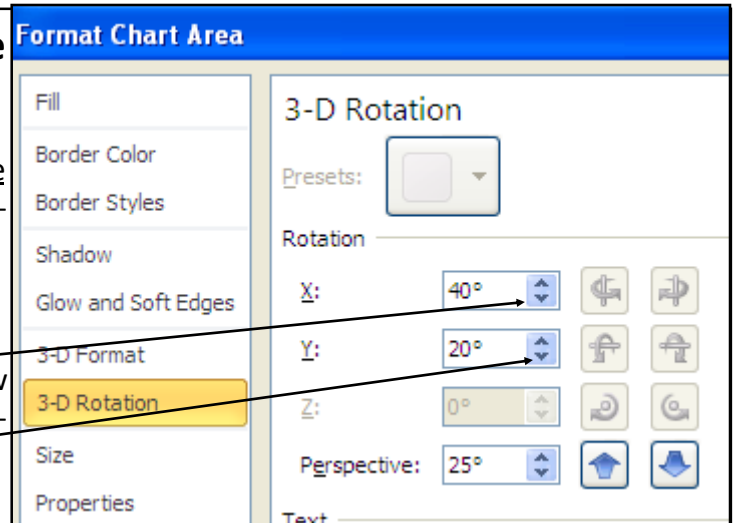 Format Chart Area
Fill
Border Color
Border Styles
Shadow
Glow and Soft Edges
3-D Format
3-D Rotation
Size
Properties
3-D Rotation
Presets:
Rotation
X: 40°
Y: 20°
Z: 0°
Perspective: 25°
Text